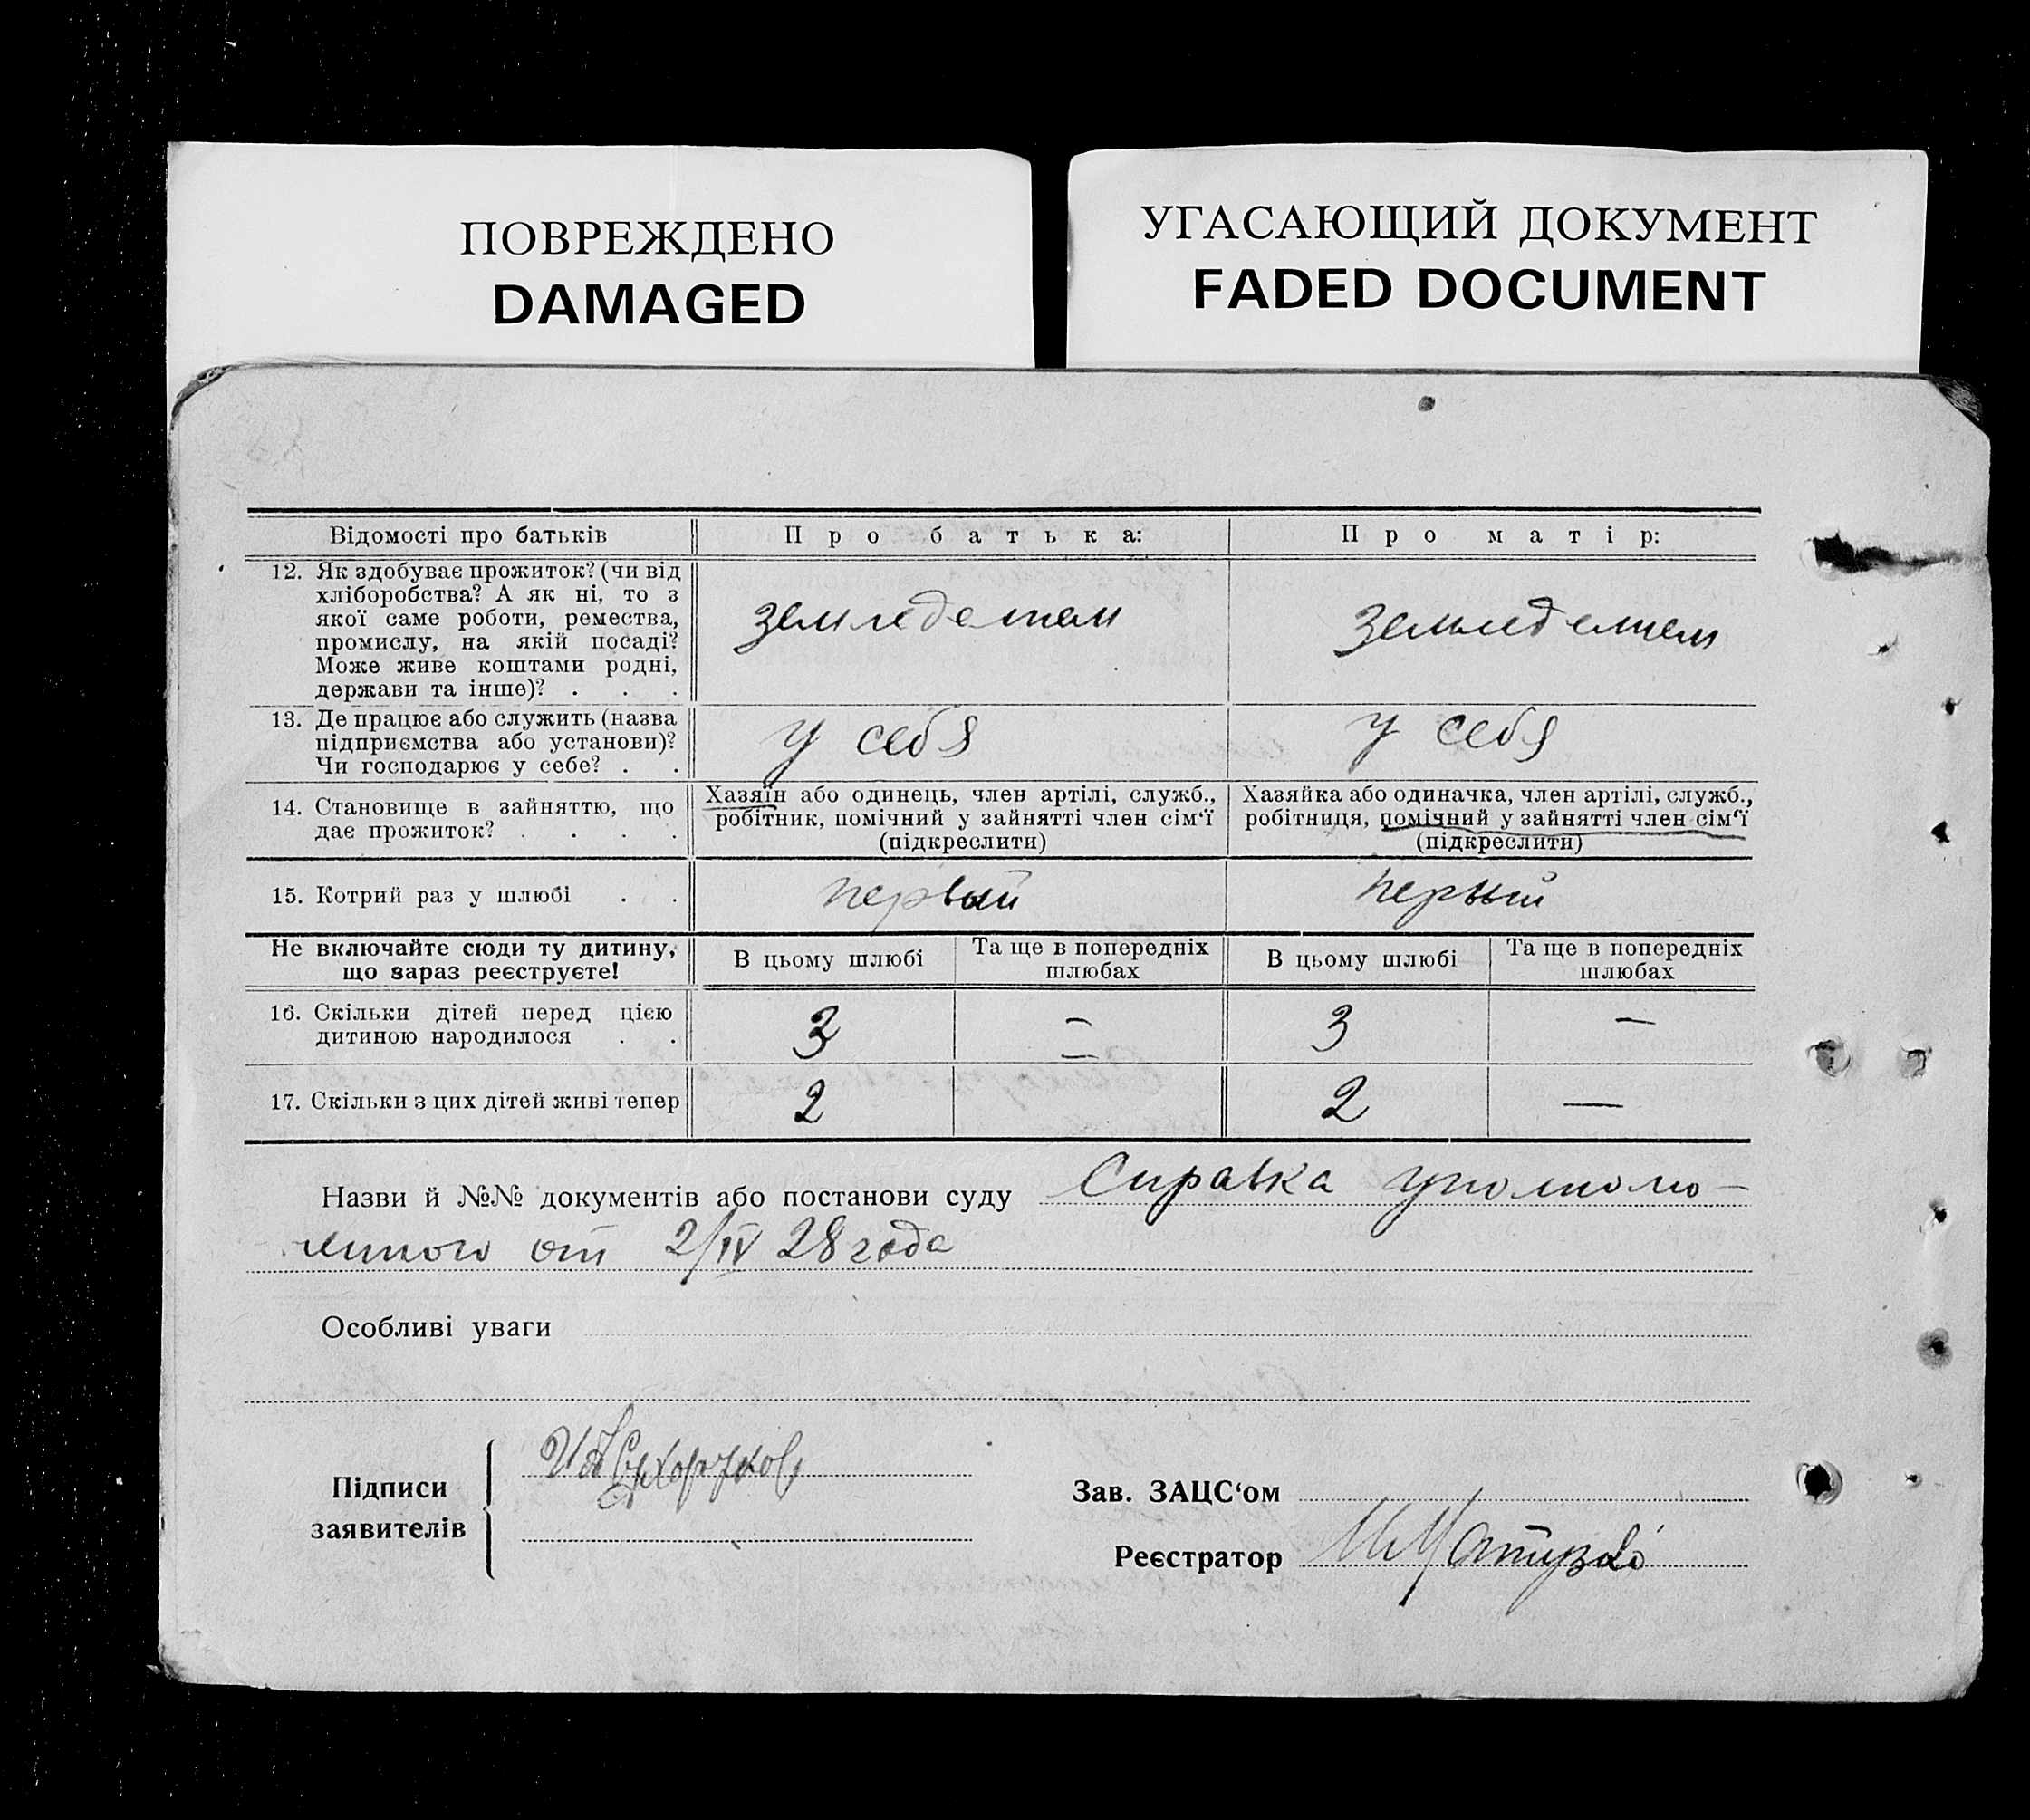 ПОВРЕЖДЕНО
DAMAGED
УГАСАЮЩИЙ ДОКУМЕНТ
FADED DOCUMENT
Відомості про батьків
Про батька:
Про матір:
12. Як здобуває прожиток? (чи від
хліборобства? А як ні, то з
якої саме роботи, ремества,
промислу, на якій посаді?
Може живе коштами родні,
держави та інше)? . . .
земледелием
земледелием
13. Де працює або служить (назва
підприємства або установи)?
Чи господарює у себе? . .
у себя
у себя
14. Становище в зайняттю, що
дає прожиток? . . . .
Хазяїн або одинець, член артілі, служб.,
робітник, помічний у зайнятті член сім‘ї
(підкреслити)
Хазяйка або одиначка, член артілі, служб.,
робітниця, помічний у зайнятті член сім‘ї
(підкреслити)
15. Котрий раз у шлюбі . .
первый
первый
Не включайте сюди ту дитину,
що зараз реєструєте!
В цьому шлюбі
Та ще в попередніх
шлюбах
В цьому шлюбі
Та ще в попередніх
шлюбах
16. Скільки дітей перед цією
дитиною народилося . .
3
—
3
—
17. Скільки з цих дітей живі тепер
2
—
2
—
Назви й №№ документів або постанови суду Справка уполномо-
ченного от 2/IV 28 года
Особливі уваги
Підписи
заявителів
Зав. ЗАЦС‘ом
Реєстратор